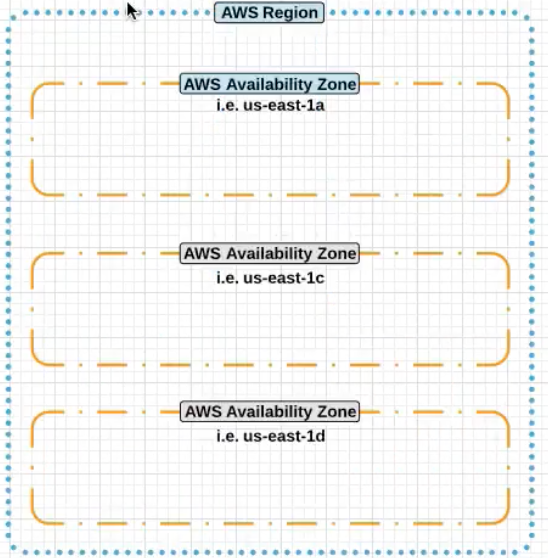 AWS Region
AWS Availability Zone
i.e. us-east-1a
AWS Availability Zone
i.e. us-east-1c
AWS Availability Zone
i.e. us-east-1d